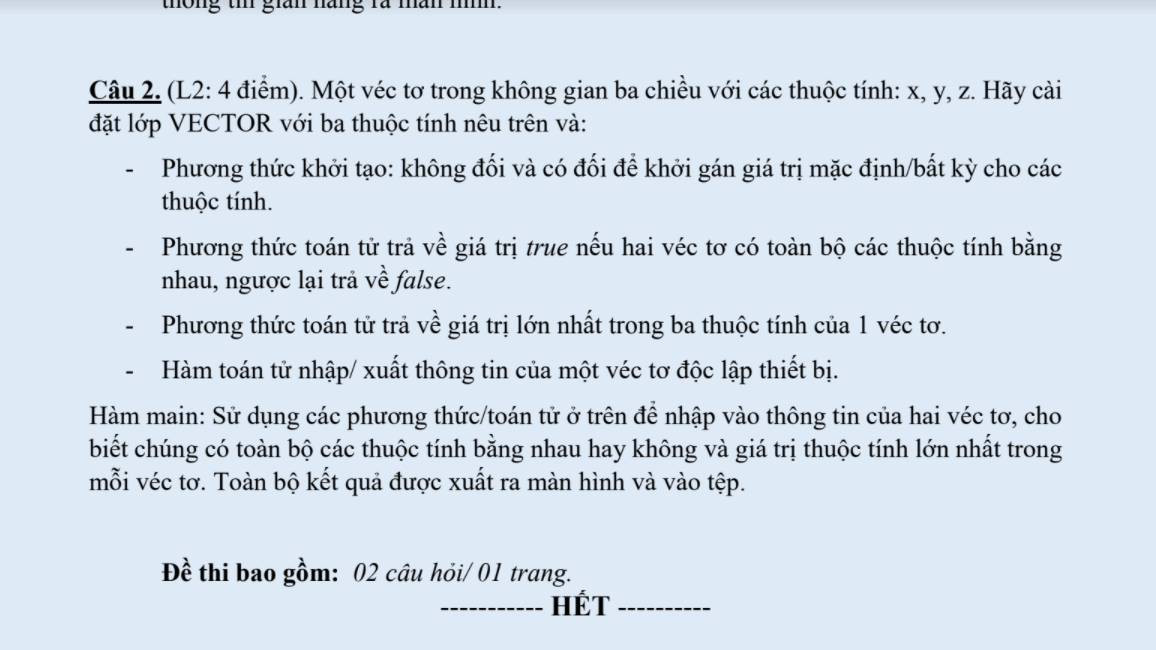 thông tin gian hàng ra màn hình.
Câu 2. (L2: 4 điểm). Một véc tơ trong không gian ba chiều với các thuộc tính: x, y, z. Hãy cài
đặt lớp VECTOR với ba thuộc tính nêu trên và:
- Phương thức khởi tạo: không đối và có đối để khởi gán giá trị mặc định/bất kỳ cho các
thuộc tính.
- Phương thức toán tử trả về giá trị true nếu hai véc tơ có toàn bộ các thuộc tính bằng
nhau, ngược lại trả về false.
- Phương thức toán tử trả về giá trị lớn nhất trong ba thuộc tính của 1 véc tơ.
- Hàm toán tử nhập/ xuất thông tin của một véc tơ độc lập thiết bị.
Hàm main: Sử dụng các phương thức/toán tử ở trên để nhập vào thông tin của hai véc tơ, cho
biết chúng có toàn bộ các thuộc tính bằng nhau hay không và giá trị thuộc tính lớn nhất trong
mỗi véc tơ. Toàn bộ kết quả được xuất ra màn hình và vào tệp.
Đề thi bao gồm: 02 câu hỏi/ 01 trang.
----------- HẾT ----------